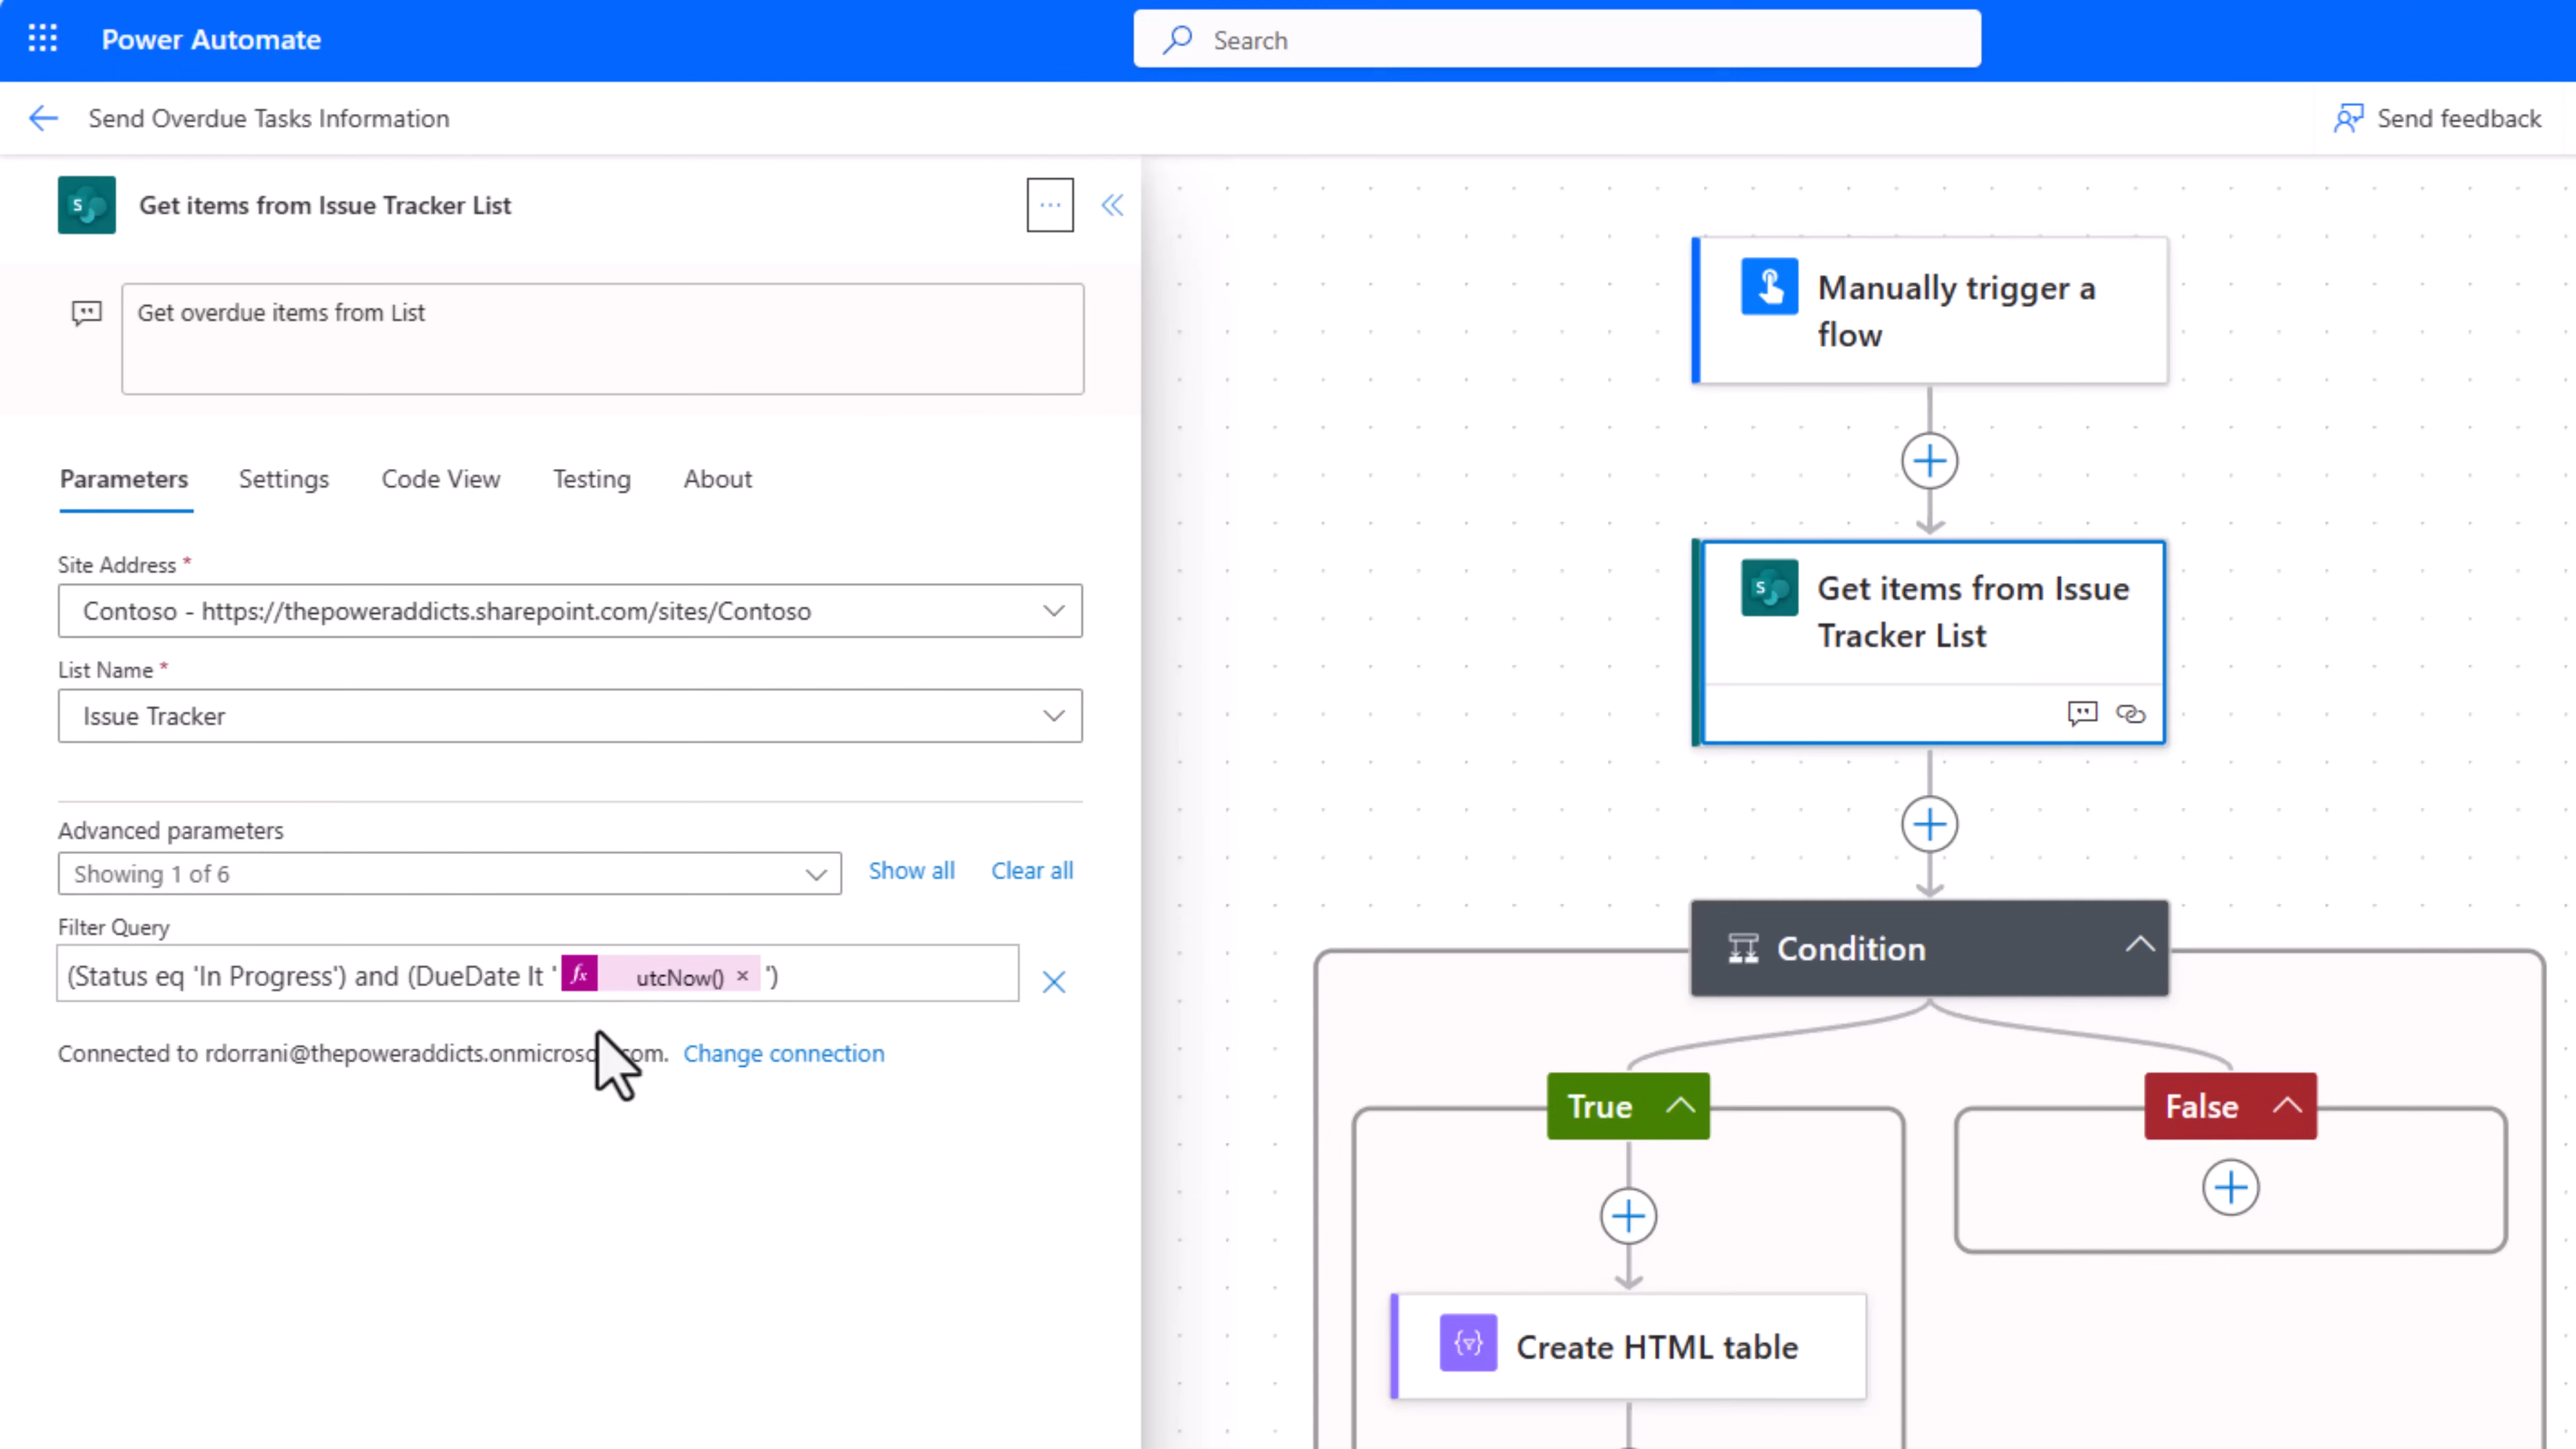 Power Automate
Search
Send Overdue Tasks Information
Send feedback
Get items from Issue Tracker List
...
Get overdue items from List
Parameters Settings Code View Testing About
Site Address *
Contoso - https://thepoweraddicts.sharepoint.com/sites/Contoso
List Name *
Issue Tracker
Advanced parameters
Showing 1 of 6
Show all Clear all
Filter Query
(Status eq 'In Progress') and (DueDate lt ' fx utcNow() × ')
Connected to rdorrani@thepoweraddicts.onmicroso com. Change connection
Manually trigger a
flow
Get items from Issue
Tracker List
Condition
True
False
Create HTML table